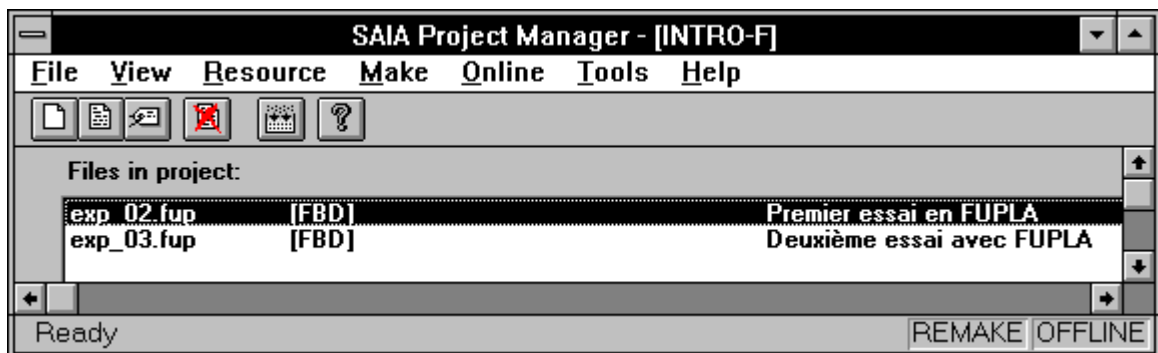 SAIA Project Manager - [INTRO-F]
File View Resource Make Online Tools Help
Files in project:
exp_02.fup [FBD] Premier essai en FUPLA
exp_03.fup [FBD] Deuxième essai avec FUPLA
Ready REMAKE OFFLINE